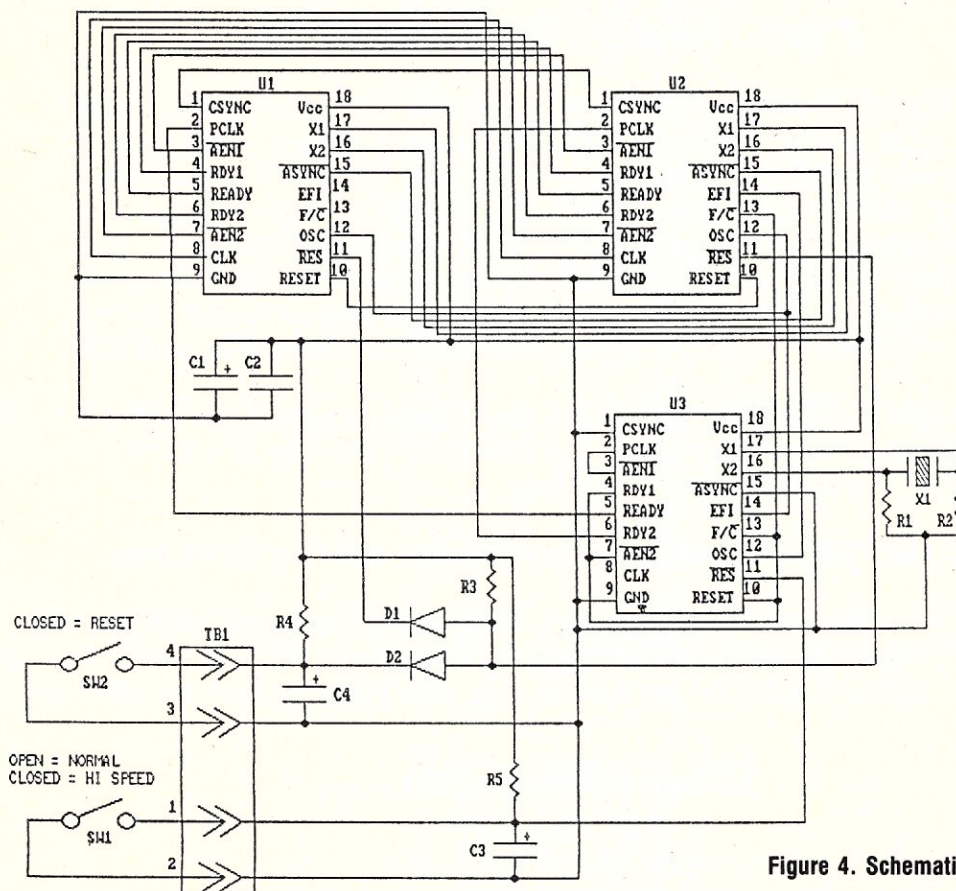 U1
1 CSYNC Vcc 18
2 PCLK X1 17
3 AEN1 X2 16
4 RDY1 ASYNC 15
5 READY EFI 14
6 RDY2 F/C 13
7 AEN2 OSC 12
8 CLK RES 11
9 GND RESET 10
U2
1 CSYNC Vcc 18
2 PCLK X1 17
3 AEN1 X2 16
4 RDY1 ASYNC 15
5 READY EFI 14
6 RDY2 F/C 13
7 AEN2 OSC 12
8 CLK RES 11
9 GND RESET 10
C1 + C2
U3
1 CSYNC Vcc 18
2 PCLK X1 17
3 AEN1 X2 16
4 RDY1 ASYNC 15
5 READY EFI 14
6 RDY2 F/C 13
7 AEN2 OSC 12
8 CLK RES 11
9 GND RESET 10
X1
R1 R2
R3
R4
D1
D2
CLOSED = RESET
TB1
4
SW2
+ C4
3
OPEN = NORMAL
CLOSED = HI SPEED
R5
1
SW1
C3 +
2
Figure 4. Schemati